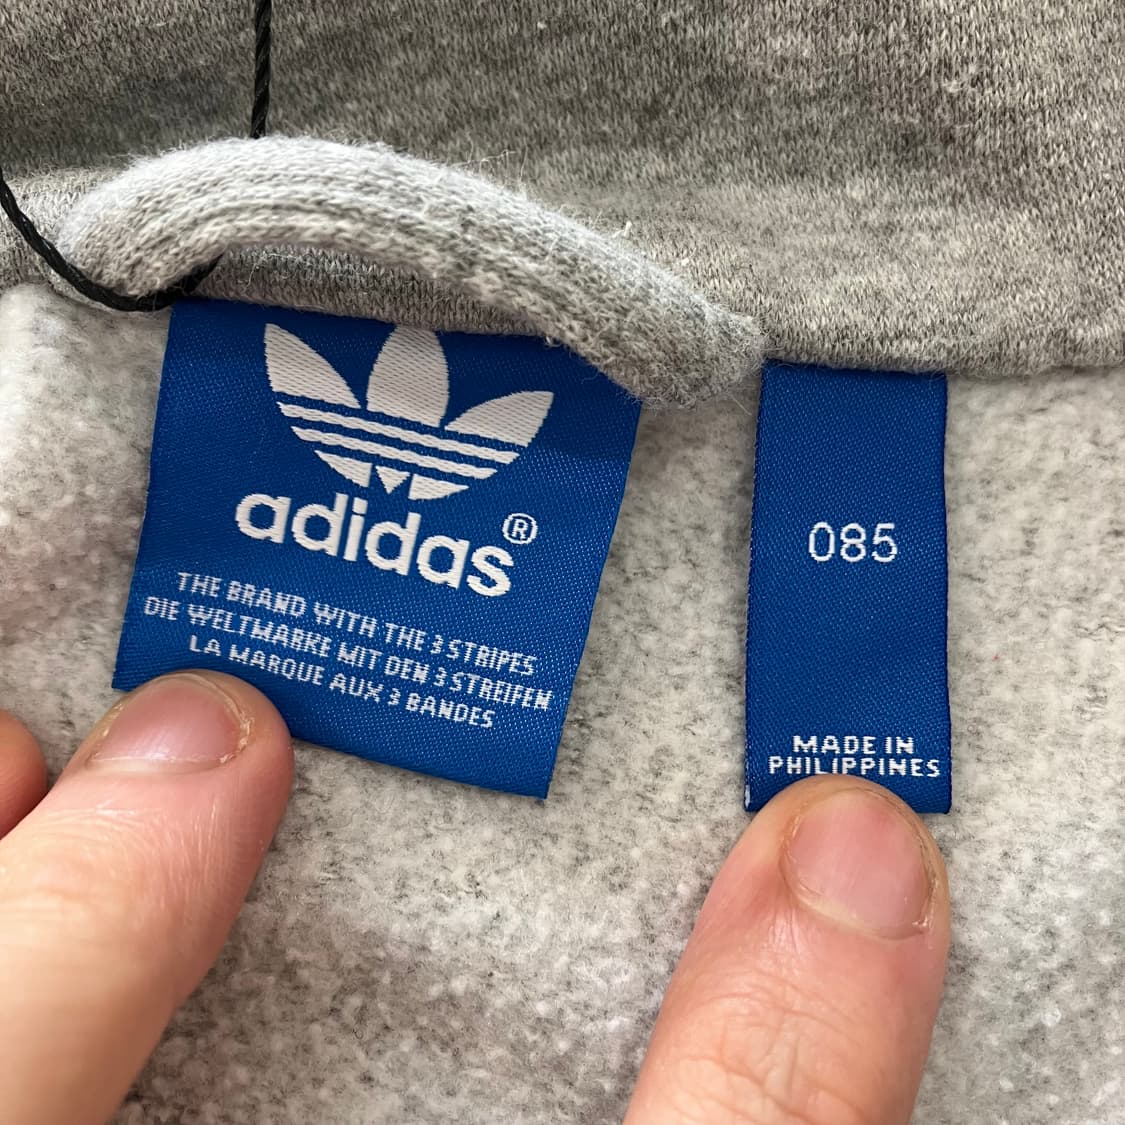 adidas®
THE BRAND WITH THE 3 STRIPES
DIE WELTMARKE MIT DEN 3 STREIFEN
LA MARQUE AUX 3 BANDES
085
MADE IN
PHILIPPINES